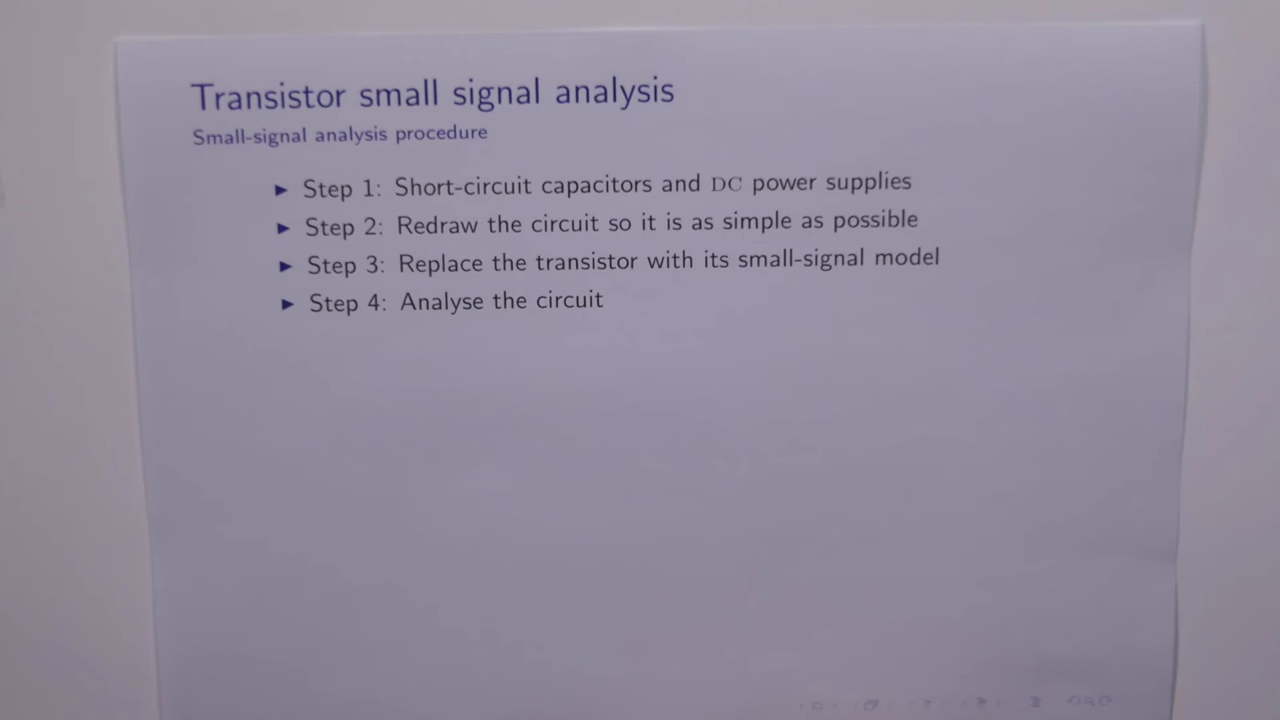 Transistor small signal analysis
Small-signal analysis procedure
▶ Step 1: Short-circuit capacitors and DC power supplies
▶ Step 2: Redraw the circuit so it is as simple as possible
▶ Step 3: Replace the transistor with its small-signal model
▶ Step 4: Analyse the circuit